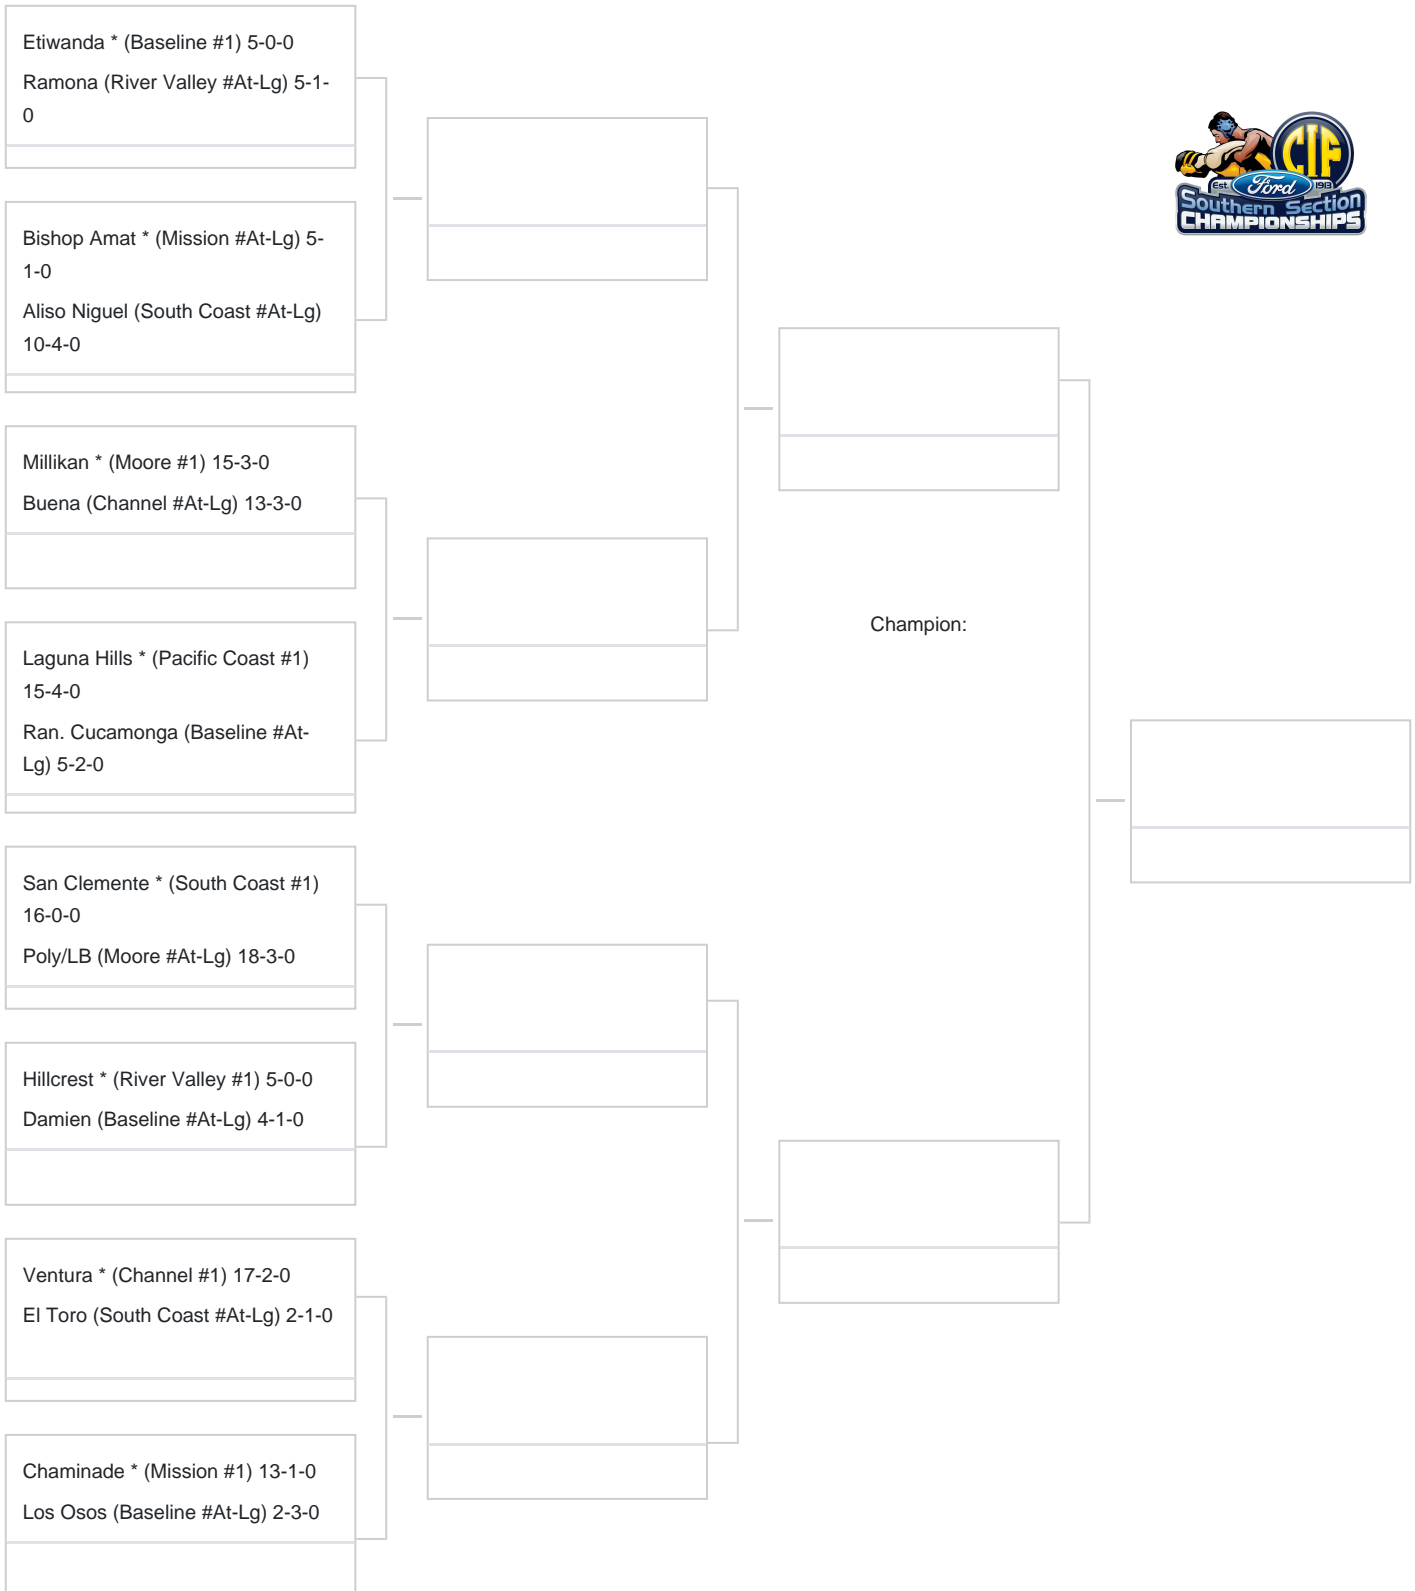 Etiwanda * (Baseline #1) 5-0-0
Ramona (River Valley #At-Lg) 5-1-
0
Bishop Amat * (Mission #At-Lg) 5-
1-0
Aliso Niguel (South Coast #At-Lg)
10-4-0
Millikan * (Moore #1) 15-3-0
Buena (Channel #At-Lg) 13-3-0
Laguna Hills * (Pacific Coast #1)
15-4-0
Ran. Cucamonga (Baseline #At-
Lg) 5-2-0
San Clemente * (South Coast #1)
16-0-0
Poly/LB (Moore #At-Lg) 18-3-0
Hillcrest * (River Valley #1) 5-0-0
Damien (Baseline #At-Lg) 4-1-0
Ventura * (Channel #1) 17-2-0
El Toro (South Coast #At-Lg) 2-1-0
Chaminade * (Mission #1) 13-1-0
Los Osos (Baseline #At-Lg) 2-3-0
CIF
Est. Ford 1913
Southern Section
CHAMPIONSHIPS
Champion: